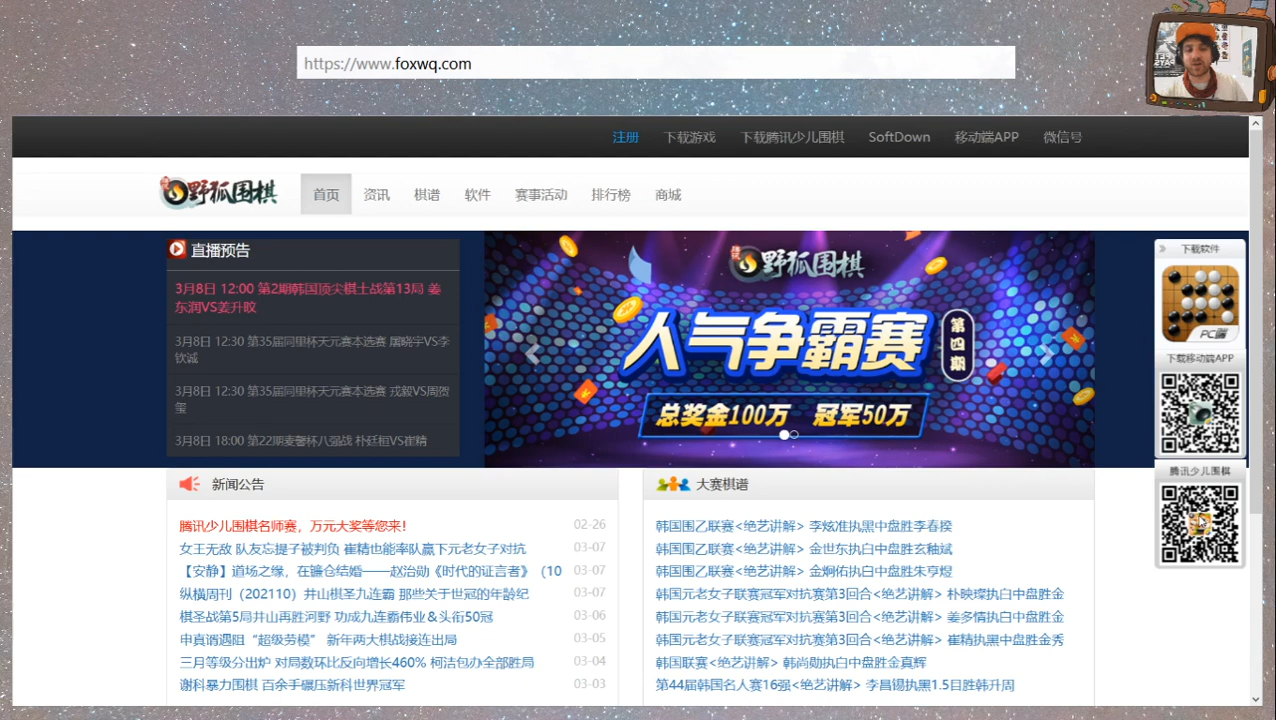 https://www.foxwq.com
注册 下载游戏 下载腾讯少儿围棋 SoftDown 移动端APP 微信号
野狐围棋 首页 资讯 棋谱 软件 赛事活动 排行榜 商城
直播预告
3月8日 12:00 第2期韩国顶尖棋士战第13局 姜
东润VS姜升旼
3月8日 12:30 第35届同里杯天元赛本选赛 屠晓宇VS李
钦诚
3月8日 12:30 第35届同里杯天元赛本选赛 戎毅VS周贺
玺
3月8日 18:00 第22期麦馨杯八强战 朴廷桓VS崔精
野狐围棋
人气争霸赛
第四期
总奖金100万 冠军50万
下载软件
PC端
下载移动端APP
腾讯少儿围棋
新闻公告
腾讯少儿围棋名师赛，万元大奖等您来! 02-26
女王无敌 队友忘提子被判负 崔精也能率队赢下元老女子对抗 03-07
【安静】道场之缘，在镰仓结婚——赵治勋《时代的证言者》（10 03-07
纵横周刊（202110）井山棋圣九连霸 那些关于世冠的年龄纪 03-07
棋圣战第5局井山再胜河野 功成九连霸伟业＆头衔50冠 03-06
申真谞遇阻“超级劳模” 新年两大棋战接连出局 03-05
三月等级分出炉 对局数环比反向增长460% 柯洁包办全部胜局 03-04
谢科暴力围棋 百余手碾压新科世界冠军 03-03
大赛棋谱
韩国围乙联赛<绝艺讲解> 李炫准执黑中盘胜李春揆
韩国围乙联赛<绝艺讲解> 金世东执白中盘胜玄釉斌
韩国围乙联赛<绝艺讲解> 金炯佑执白中盘胜朱亨煜
韩国元老女子联赛冠军对抗赛第3回合<绝艺讲解> 朴映璨执白中盘胜金
韩国元老女子联赛冠军对抗赛第3回合<绝艺讲解> 姜多情执白中盘胜金
韩国元老女子联赛冠军对抗赛第3回合<绝艺讲解> 崔精执黑中盘胜金秀
韩国联赛<绝艺讲解> 韩尚勋执白中盘胜金真辉
第44届韩国名人赛16强<绝艺讲解> 李昌锡执黑1.5目胜韩升周